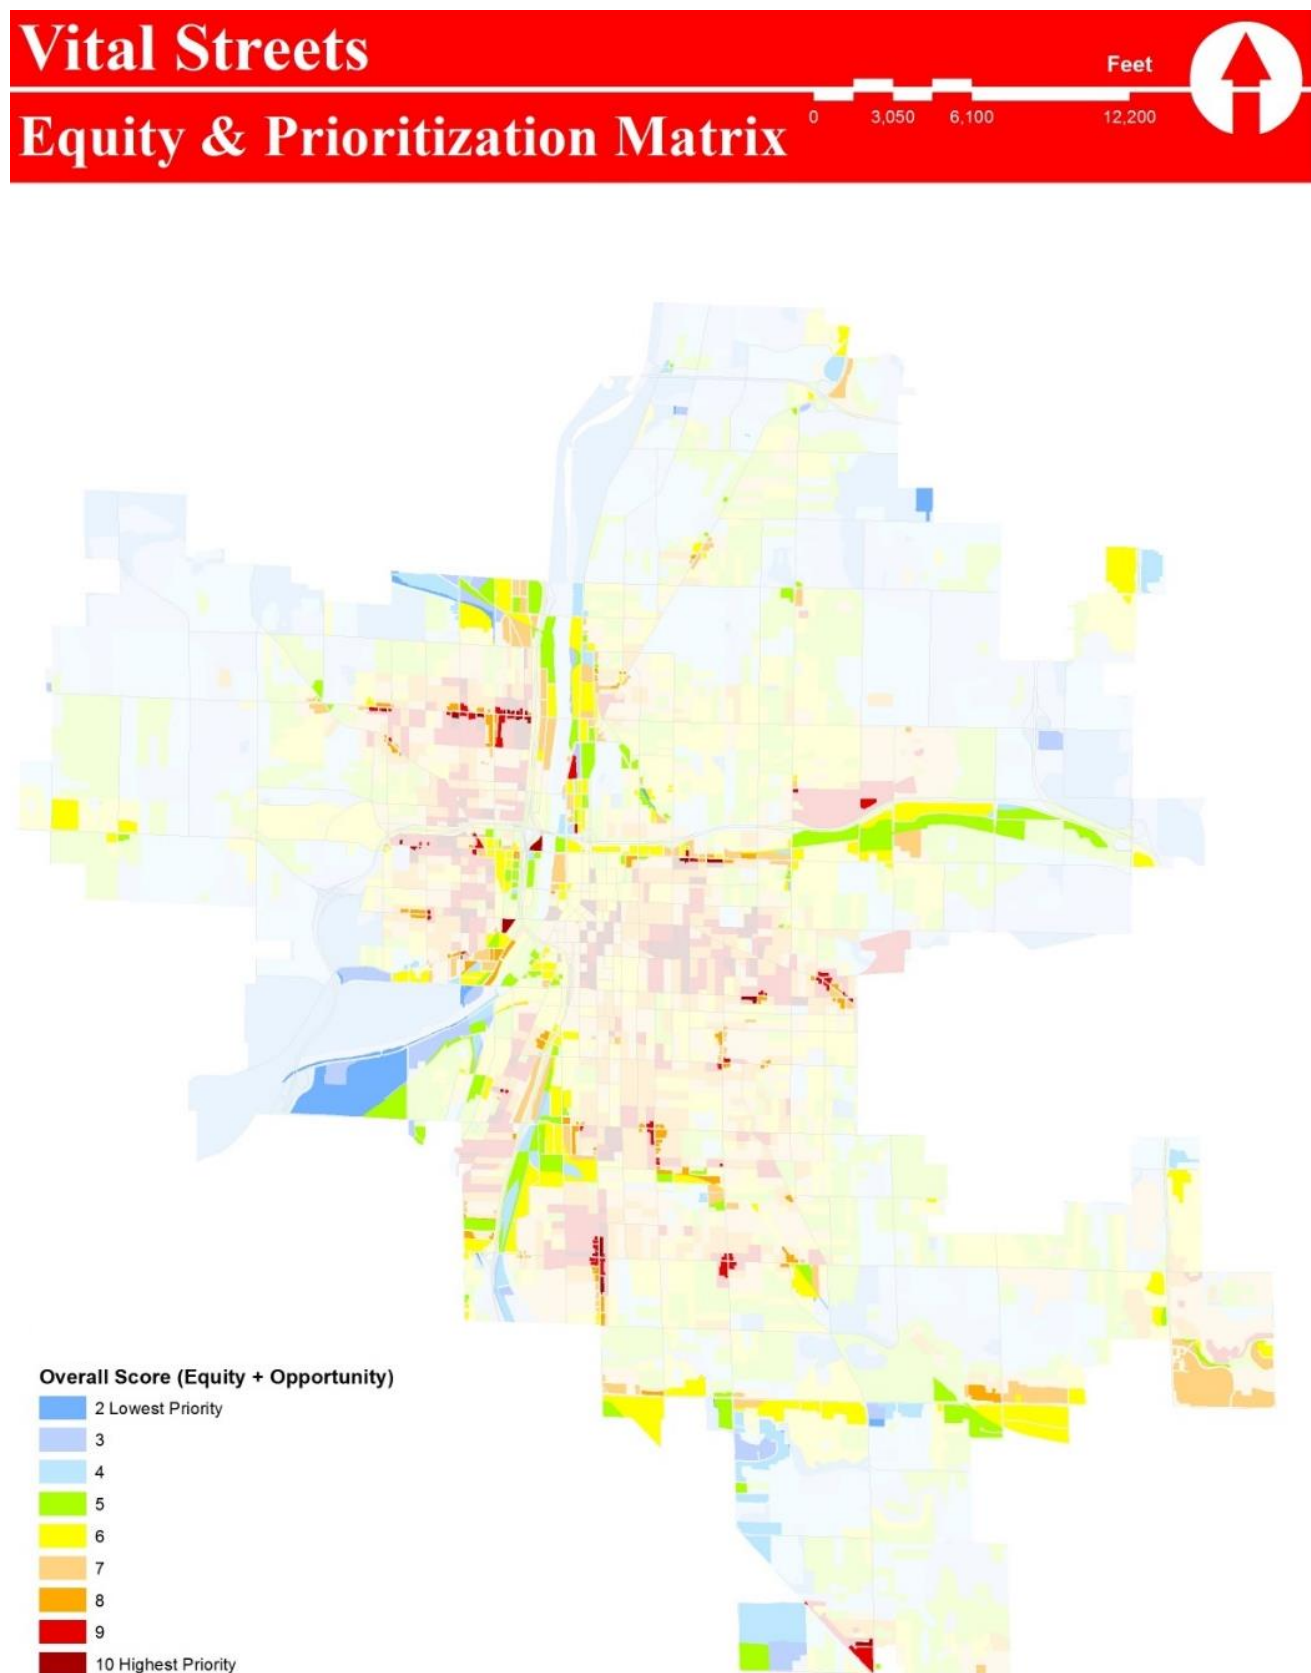 Vital Streets
Feet
Equity & Prioritization Matrix
0 3,050 6,100 12,200
Overall Score (Equity + Opportunity)
2 Lowest Priority
3
4
5
6
7
8
9
10 Highest Priority